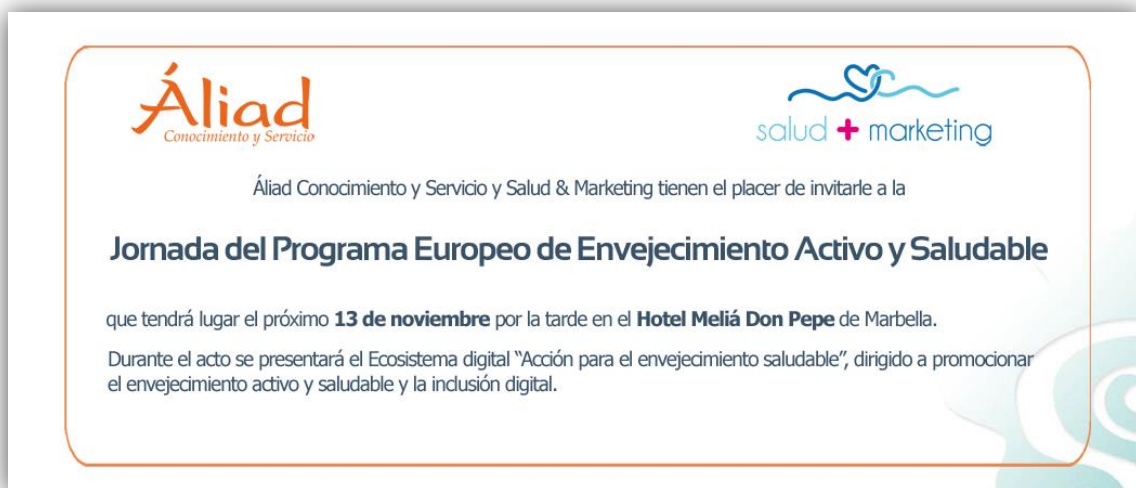 Áliad
Conocimiento y Servicio
salud + marketing
Áliad Conocimiento y Servicio y Salud & Marketing tienen el placer de invitarle a la
Jornada del Programa Europeo de Envejecimiento Activo y Saludable
que tendrá lugar el próximo 13 de noviembre por la tarde en el Hotel Meliá Don Pepe de Marbella.
Durante el acto se presentará el Ecosistema digital “Acción para el envejecimiento saludable”, dirigido a promocionar
el envejecimiento activo y saludable y la inclusión digital.